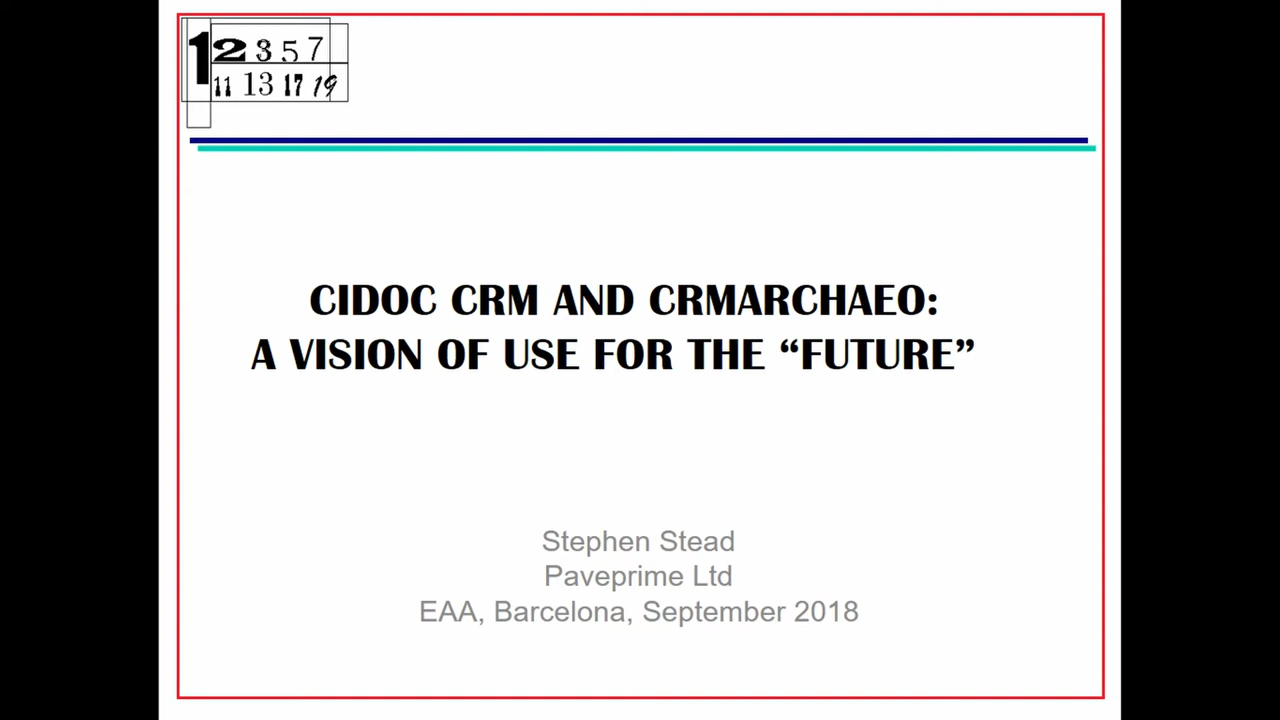 1 2 3 5 7
11 13 17 19
CIDOC CRM AND CRMARCHAEO:
A VISION OF USE FOR THE “FUTURE”
Stephen Stead
Paveprime Ltd
EAA, Barcelona, September 2018